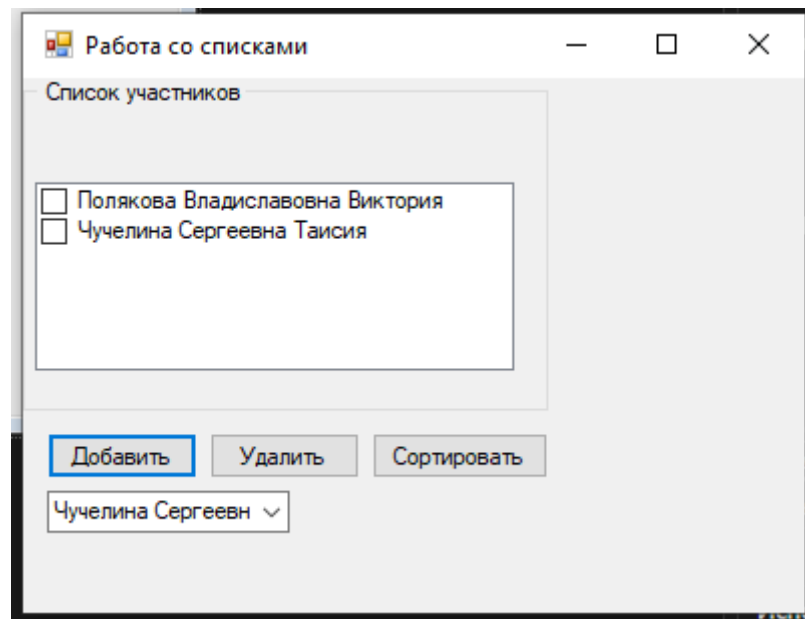 Работа со списками
Список участников
Полякова Владиславовна Виктория
Чучелина Сергеевна Таисия
Добавить Удалить Сортировать
Чучелина Сергеевн